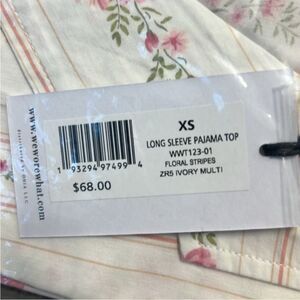 www.weworewhat.com
XS
LONG SLEEVE PAJAMA TOP
WWT123-01
FLORAL STRIPES
ZR5 IVORY MULTI
1 93294 97499 4
$68.00